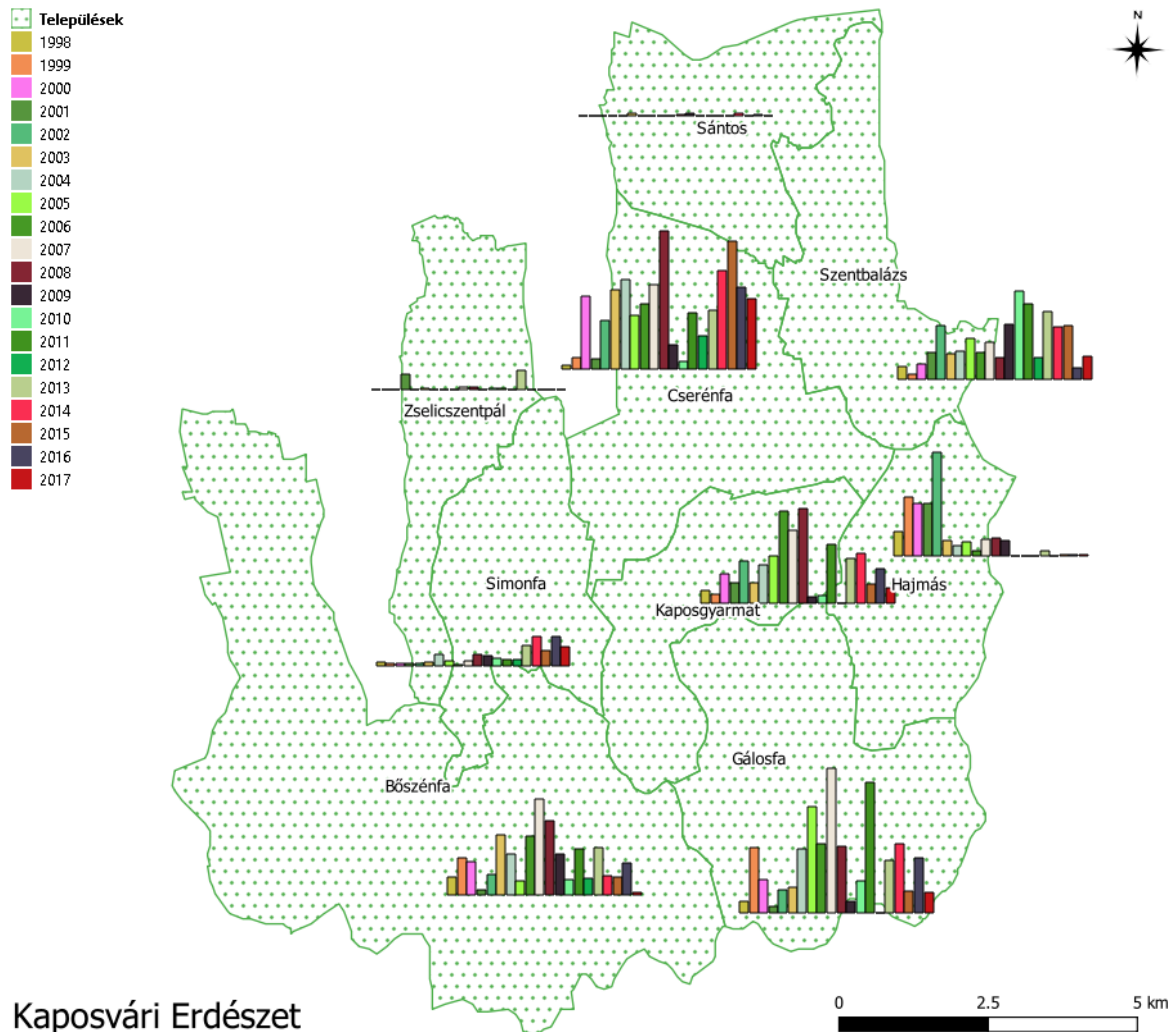 Települések
1998
1999
2000
2001
2002
2003
2004
2005
2006
2007
2008
2009
2010
2011
2012
2013
2014
2015
2016
2017
N
Sántos
Szentbalázs
Cserénfa
Zselicszentpál
Simonfa
Kaposgyarmat
Hajmás
Gálosfa
Bőszénfa
Kaposvári Erdészet
0 2.5 5 km